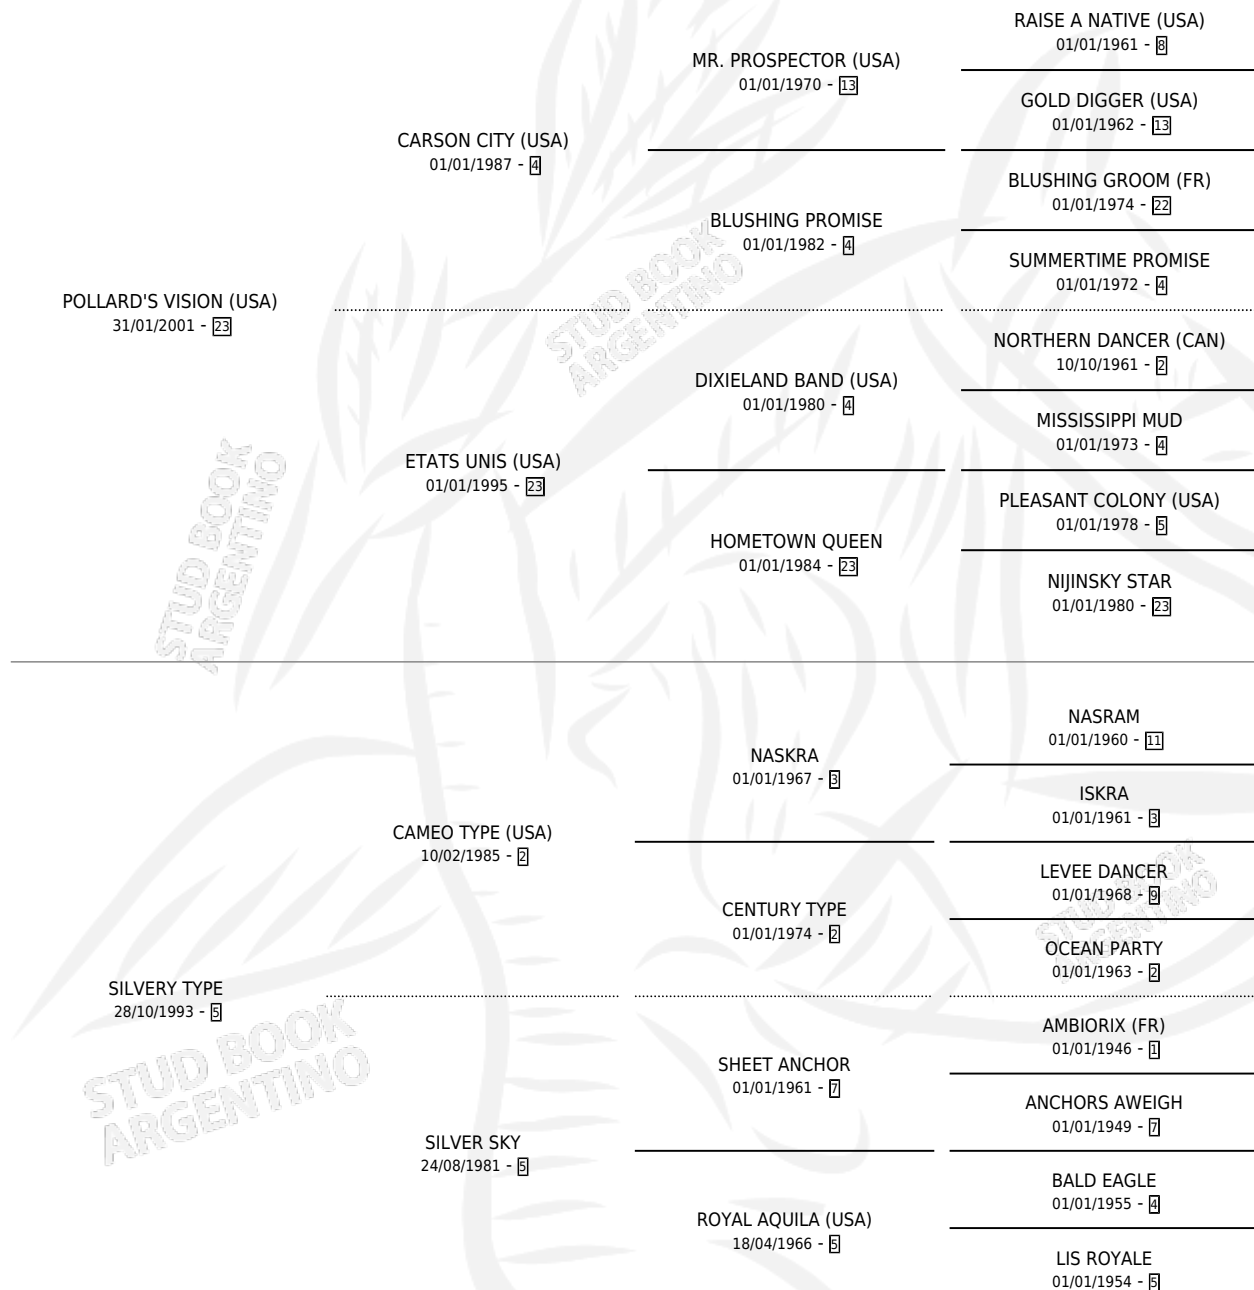 RAISE A NATIVE (USA)
01/01/1961 - 8
MR. PROSPECTOR (USA)
01/01/1970 - 13
GOLD DIGGER (USA)
01/01/1962 - 13
CARSON CITY (USA)
01/01/1987 - 4
BLUSHING GROOM (FR)
01/01/1974 - 22
BLUSHING PROMISE
01/01/1982 - 4
SUMMERTIME PROMISE
01/01/1972 - 4
POLLARD'S VISION (USA)
31/01/2001 - 23
STUD BOOK
ARGENTINO
NORTHERN DANCER (CAN)
10/10/1961 - 2
DIXIELAND BAND (USA)
01/01/1980 - 4
MISSISSIPPI MUD
01/01/1973 - 4
ETATS UNIS (USA)
01/01/1995 - 23
PLEASANT COLONY (USA)
01/01/1978 - 5
HOMETOWN QUEEN
01/01/1984 - 23
NIJINSKY STAR
01/01/1980 - 23
STUD BOOK
ARGENTINO
NASRAM
01/01/1960 - 11
NASKRA
01/01/1967 - 3
ISKRA
01/01/1961 - 3
CAMEO TYPE (USA)
10/02/1985 - 2
LEVEE DANCER
01/01/1968 - 9
CENTURY TYPE
01/01/1974 - 2
STUD BOOK
ARGENTINO
OCEAN PARTY
01/01/1963 - 2
SILVERY TYPE
28/10/1993 - 5
STUD BOOK
ARGENTINO
AMBIORIX (FR)
01/01/1946 - 1
SHEET ANCHOR
01/01/1961 - 7
ANCHORS AWEIGH
01/01/1949 - 7
SILVER SKY
24/08/1981 - 5
BALD EAGLE
01/01/1955 - 4
ROYAL AQUILA (USA)
18/04/1966 - 5
LIS ROYALE
01/01/1954 - 5